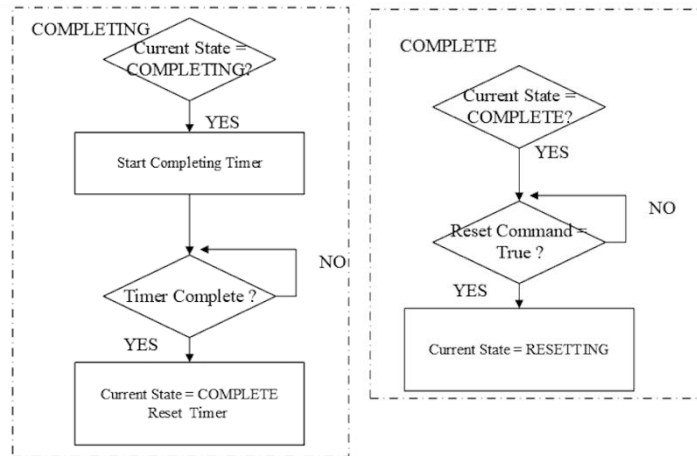 COMPLETING
Current State =
COMPLETING?
YES
Start Completing Timer
NO
Timer Complete ?
YES
Current State = COMPLETE
Reset Timer
COMPLETE
Current State =
COMPLETE?
YES
NO
Reset Command =
True ?
YES
Current State = RESETTING